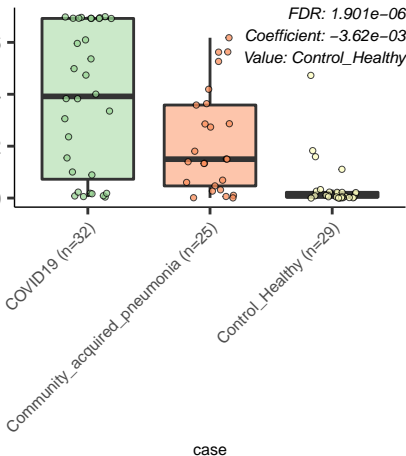 FDR: 1.901e−06
Coefficient: −3.62e−03
Value: Control_Healthy
COVID19 (n=32)
Community_acquired_pneumonia (n=25)
Control_Healthy (n=29)
case